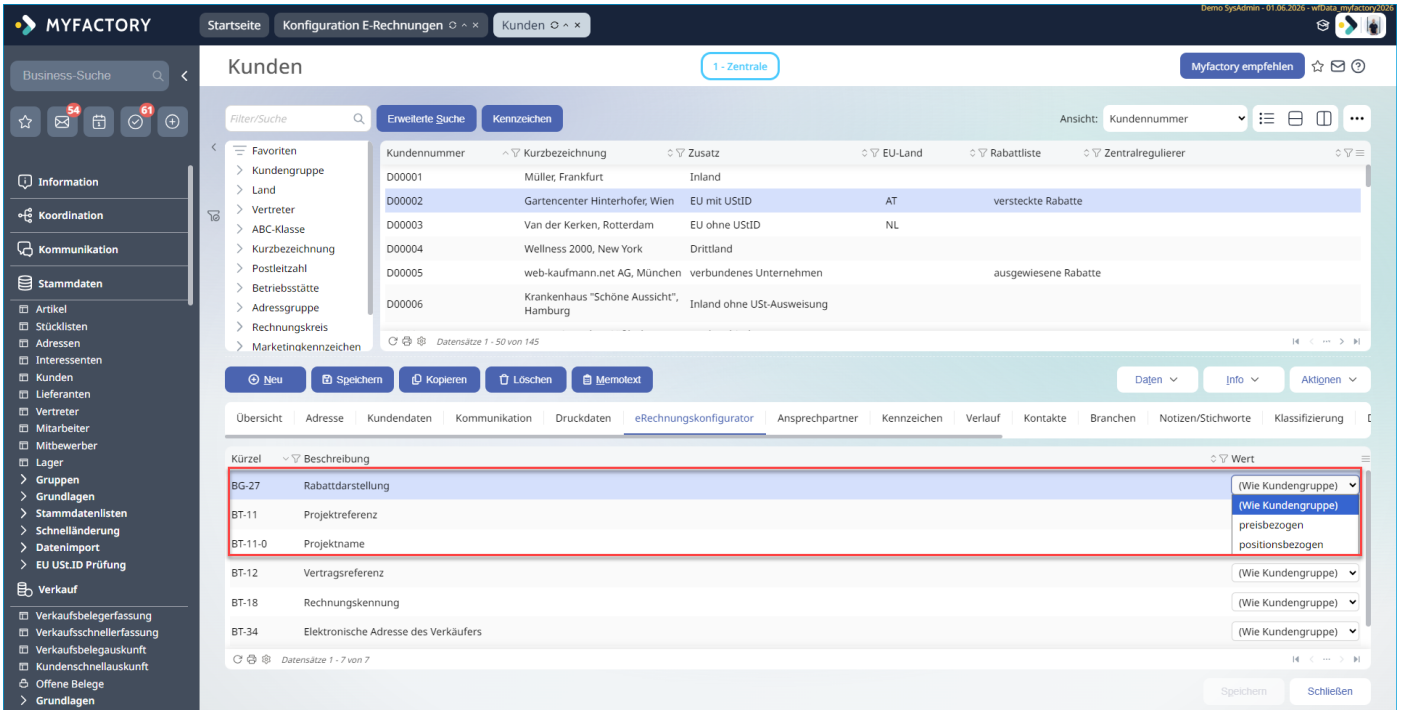 Demo SysAdmin - 01.06.2026 - wfData_myfactory2026
MYFACTORY
Startseite
Konfiguration E-Rechnungen
Kunden
Business-Suche
54
61
Information
Koordination
Kommunikation
Stammdaten
Artikel
Stücklisten
Adressen
Interessenten
Kunden
Lieferanten
Vertreter
Mitarbeiter
Mitbewerber
Lager
Gruppen
Grundlagen
Stammdatenlisten
Schnelländerung
Datenimport
EU USt.ID Prüfung
Verkauf
Verkaufsbelegerfassung
Verkaufsschnellerfassung
Verkaufsbelegauskunft
Kundenschnellauskunft
Offene Belege
Grundlagen
Kunden
1 - Zentrale
Myfactory empfehlen
Filter/Suche
Erweiterte Suche
Kennzeichen
Ansicht: Kundennummer
Favoriten
Kundengruppe
Land
Vertreter
ABC-Klasse
Kurzbezeichnung
Postleitzahl
Betriebsstätte
Adressgruppe
Rechnungskreis
Marketingkennzeichen
Kundennummer Kurzbezeichnung Zusatz EU-Land Rabattliste Zentralregulierer
D00001 Müller, Frankfurt Inland
D00002 Gartencenter Hinterhofer, Wien EU mit UStID AT versteckte Rabatte
D00003 Van der Kerken, Rotterdam EU ohne UStID NL
D00004 Wellness 2000, New York Drittland
D00005 web-kaufmann.net AG, München verbundenes Unternehmen ausgewiesene Rabatte
D00006 Krankenhaus "Schöne Aussicht", Inland ohne USt-Ausweisung
Hamburg
Datensätze 1 - 50 von 145
Neu Speichern Kopieren Löschen Memotext Daten Info Aktionen
Übersicht Adresse Kundendaten Kommunikation Druckdaten eRechnungskonfigurator Ansprechpartner Kennzeichen Verlauf Kontakte Branchen Notizen/Stichworte Klassifizierung
Kürzel Beschreibung Wert
BG-27 Rabattdarstellung (Wie Kundengruppe)
(Wie Kundengruppe)
BT-11 Projektreferenz preisbezogen
BT-11-0 Projektname positionsbezogen
BT-12 Vertragsreferenz (Wie Kundengruppe)
BT-18 Rechnungskennung (Wie Kundengruppe)
BT-34 Elektronische Adresse des Verkäufers (Wie Kundengruppe)
Datensätze 1 - 7 von 7
Speichern Schließen